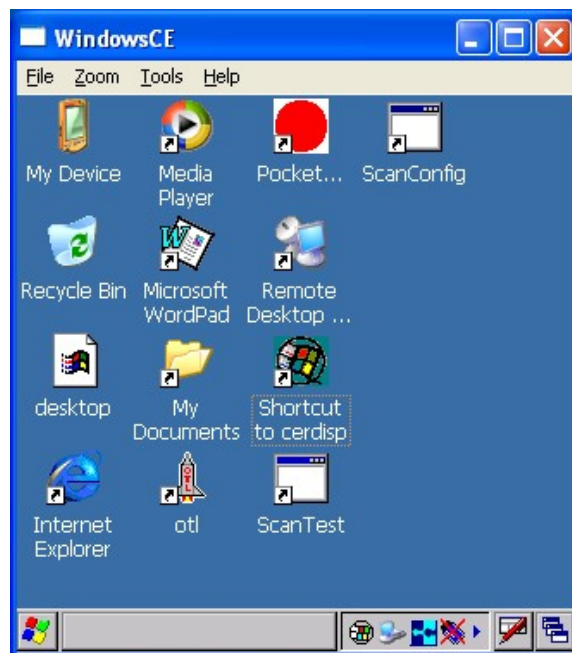 WindowsCE
File Zoom Tools Help
My Device
Media
Player
Pocket...
ScanConfig
Recycle Bin
Microsoft
WordPad
Remote
Desktop ...
desktop
My
Documents
Shortcut
to cerdisp
Internet
Explorer
otl
ScanTest